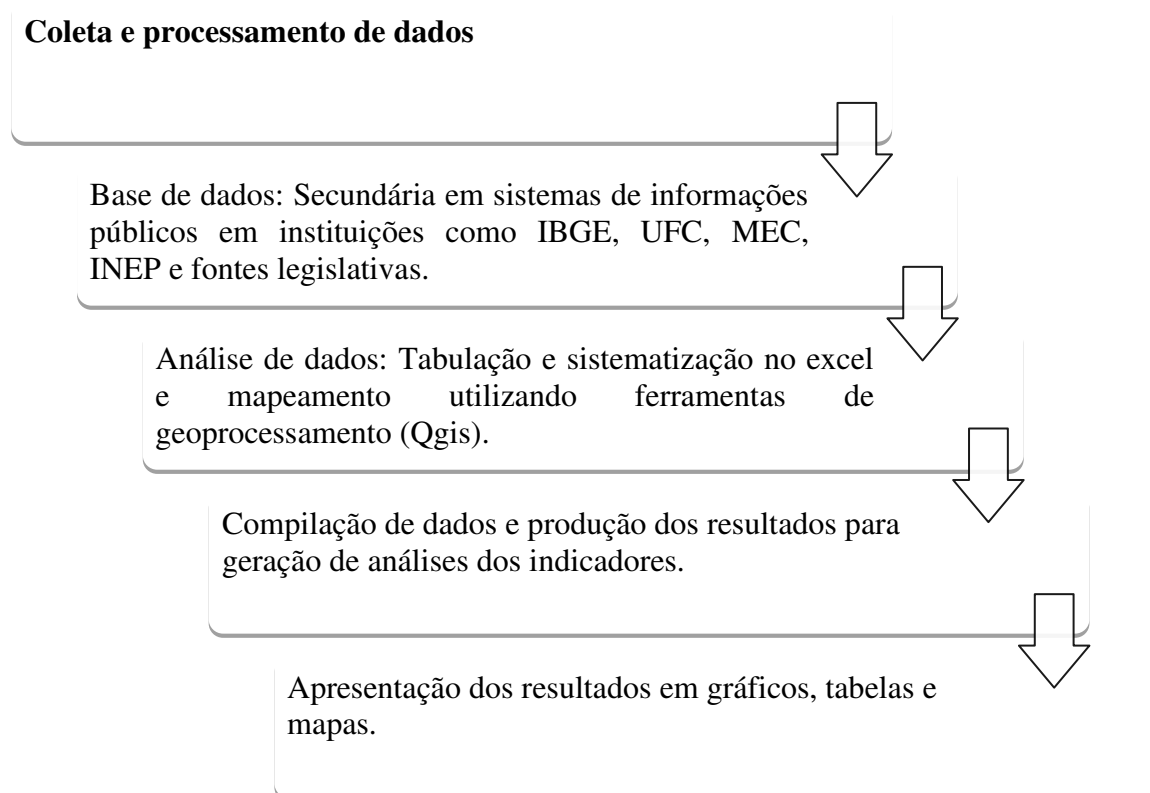 Coleta e processamento de dados
Base de dados: Secundária em sistemas de informações
públicos em instituições como IBGE, UFC, MEC,
INEP e fontes legislativas.
Análise de dados: Tabulação e sistematização no excel
e mapeamento utilizando ferramentas de
geoprocessamento (Qgis).
Compilação de dados e produção dos resultados para
geração de análises dos indicadores.
Apresentação dos resultados em gráficos, tabelas e
mapas.